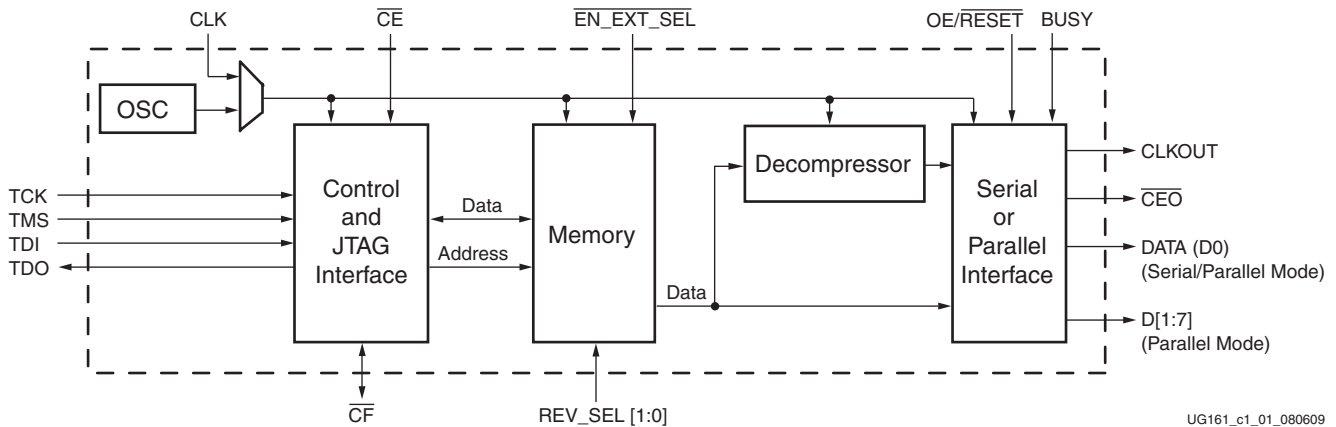 CLK
CE
EN_EXT_SEL
OE/RESET
BUSY
OSC
Decompressor
CLKOUT
TCK
TMS
TDI
TDO
Control
and
JTAG
Interface
Data
Address
Memory
Data
Serial
or
Parallel
Interface
CEO
DATA (D0)
(Serial/Parallel Mode)
D[1:7]
(Parallel Mode)
CF
REV_SEL [1:0]
UG161_c1_01_080609